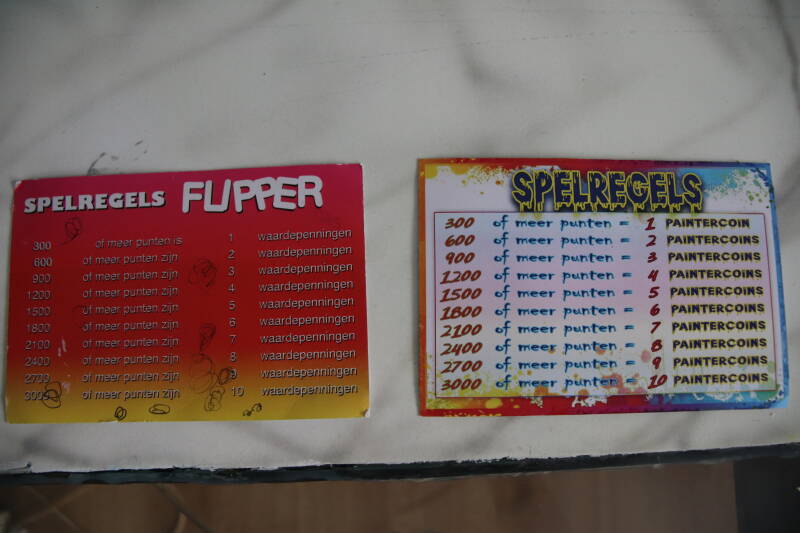 SPELREGELS FLIPPER
300 of meer punten is 1 waardepenningen
600 of meer punten zijn 2 waardepenningen
900 of meer punten zijn 3 waardepenningen
1200 of meer punten zijn 4 waardepenningen
1500 of meer punten zijn 5 waardepenningen
1800 of meer punten zijn 6 waardepenningen
2100 of meer punten zijn 7 waardepenningen
2400 of meer punten zijn 8 waardepenningen
2700 of meer punten zijn 9 waardepenningen
3000 of meer punten zijn 10 waardepenningen
SPELREGELS
300 of meer punten = 1 PAINTERCOIN
600 of meer punten = 2 PAINTERCOINS
900 of meer punten = 3 PAINTERCOINS
1200 of meer punten = 4 PAINTERCOINS
1500 of meer punten = 5 PAINTERCOINS
1800 of meer punten = 6 PAINTERCOINS
2100 of meer punten = 7 PAINTERCOINS
2400 of meer punten = 8 PAINTERCOINS
2700 of meer punten = 9 PAINTERCOINS
3000 of meer punten = 10 PAINTERCOINS